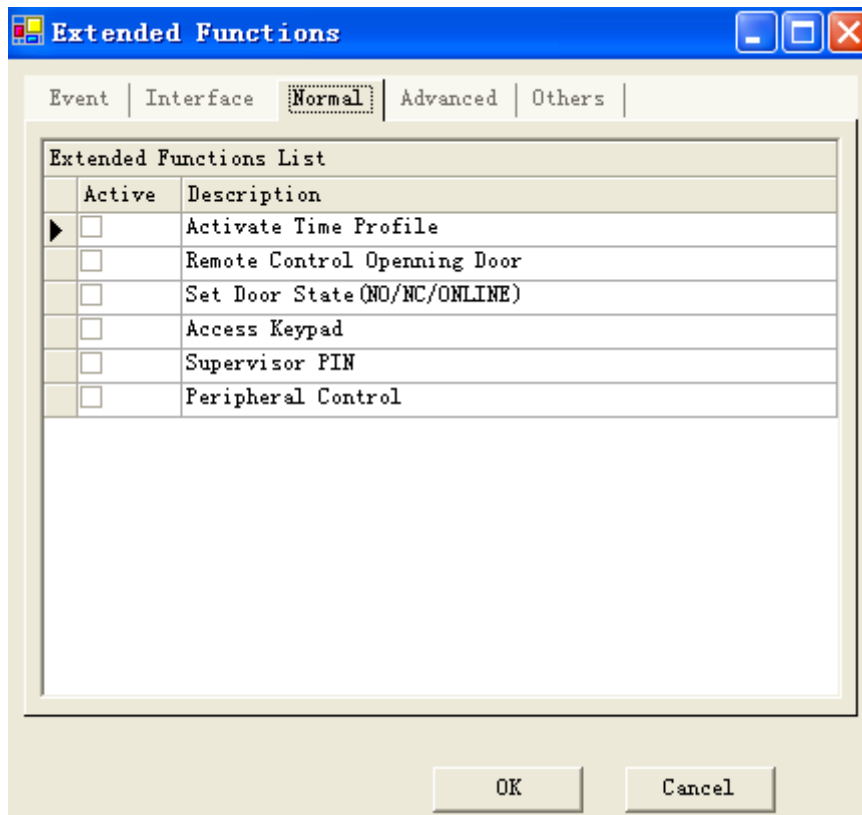 Extended Functions
Event Interface Normal Advanced Others
Extended Functions List
Active Description
Activate Time Profile
Remote Control Openning Door
Set Door State(NO/NC/ONLINE)
Access Keypad
Supervisor PIN
Peripheral Control
OK Cancel